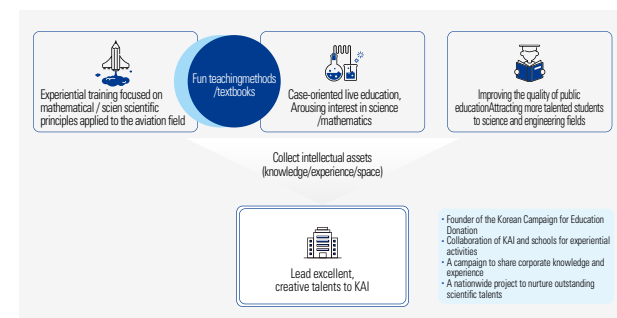 Experiential training focused on
mathematical / scien scientific
principles applied to the aviation field
Fun teachingmethods
/textbooks
Case-oriented live education,
Arousing interest in science
/mathematics
Improving the quality of public
educationAttracting more talented students
to science and engineering fields
Collect intellectual assets
(knowledge/experience/space)
Lead excellent,
creative talents to KAI
• Founder of the Korean Campaign for Education
Donation
• Collaboration of KAI and schools for experiential
activities
• A campaign to share corporate knowledge and
experience
• A nationwide project to nurture outstanding
scientific talents